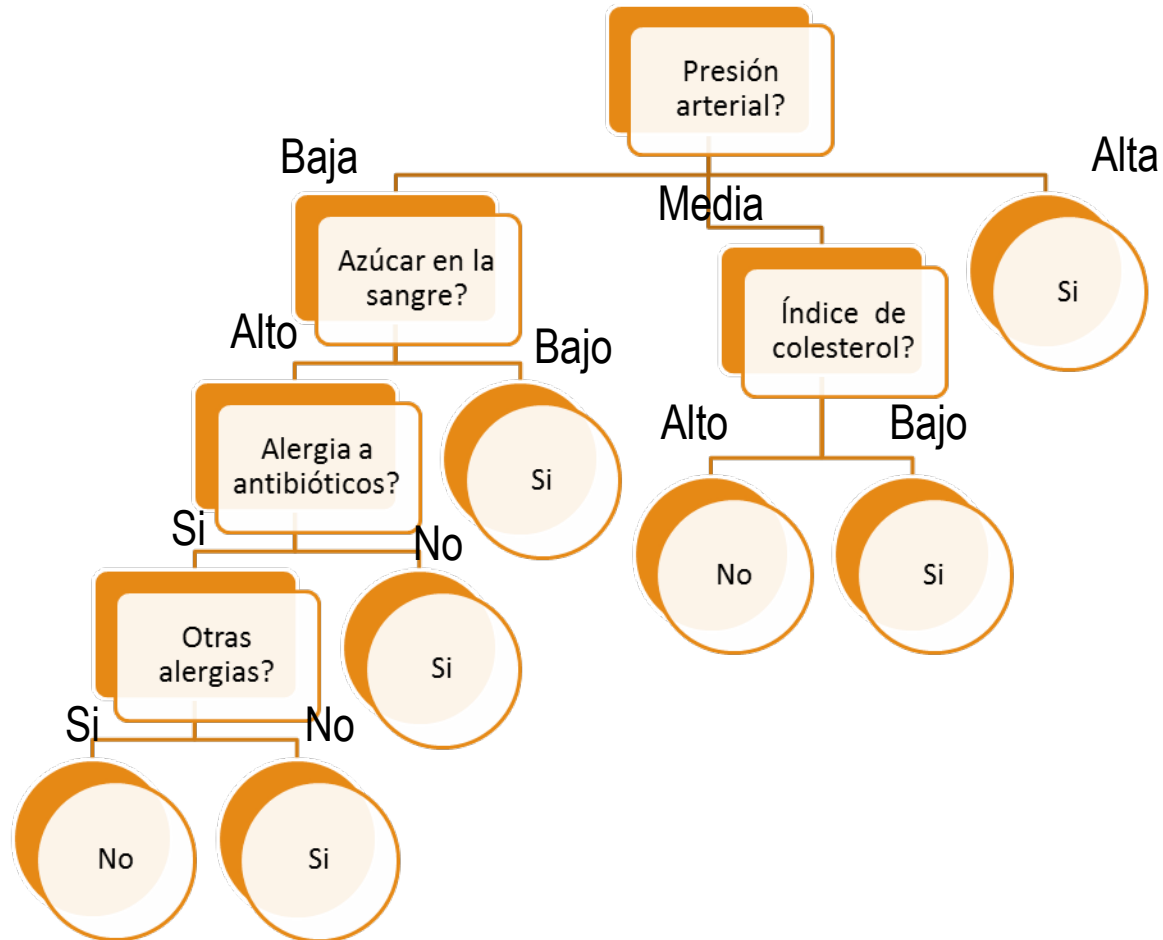 Presión
arterial?
Baja
Media
Alta
Azúcar en la
sangre?
Índice de
colesterol?
Si
Alto
Bajo
Alto
Bajo
Alergia a
antibióticos?
Si
No
Si
Si
No
Otras
alergias?
Si
Si
No
No
Si